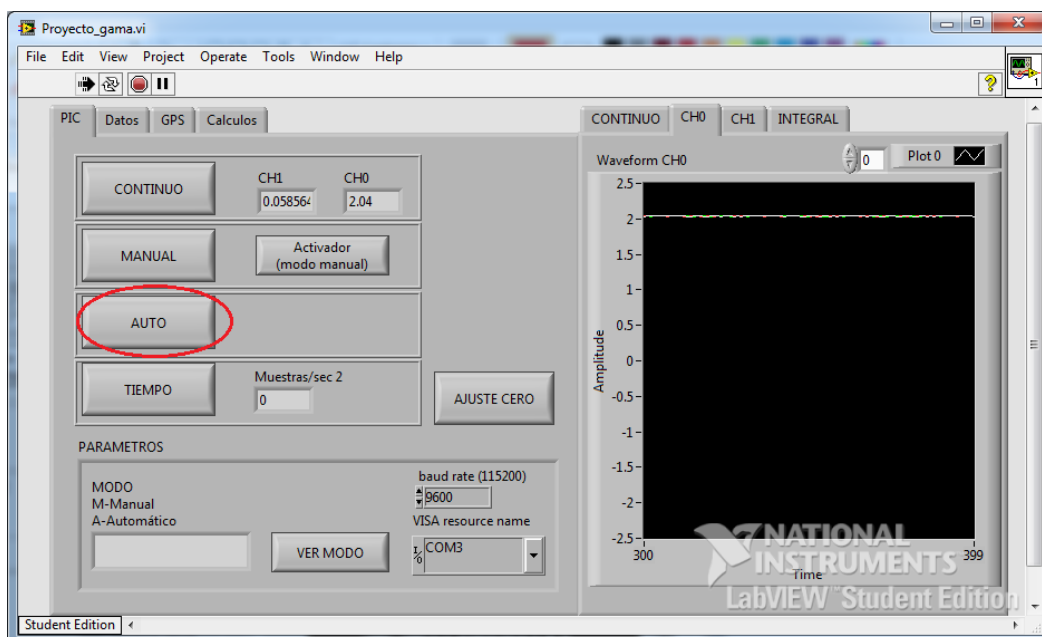 Proyecto_gama.vi
File Edit View Project Operate Tools Window Help
1
PIC Datos GPS Calculos
CONTINUO
CH1 CH0
0.058564 2.04
MANUAL
Activador
(modo manual)
AUTO
TIEMPO
Muestras/sec 2
0
AJUSTE CERO
PARAMETROS
MODO
M-Manual
A-Automático
VER MODO
baud rate (115200)
9600
VISA resource name
I/O COM3
CONTINUO CH0 CH1 INTEGRAL
Waveform CH0
0
Plot 0
Amplitude
2.5
2
1.5
1
0.5
0
-0.5
-1
-1.5
-2
-2.5
300 399
Time
NATIONAL
INSTRUMENTS
LabVIEW™ Student Edition
Student Edition